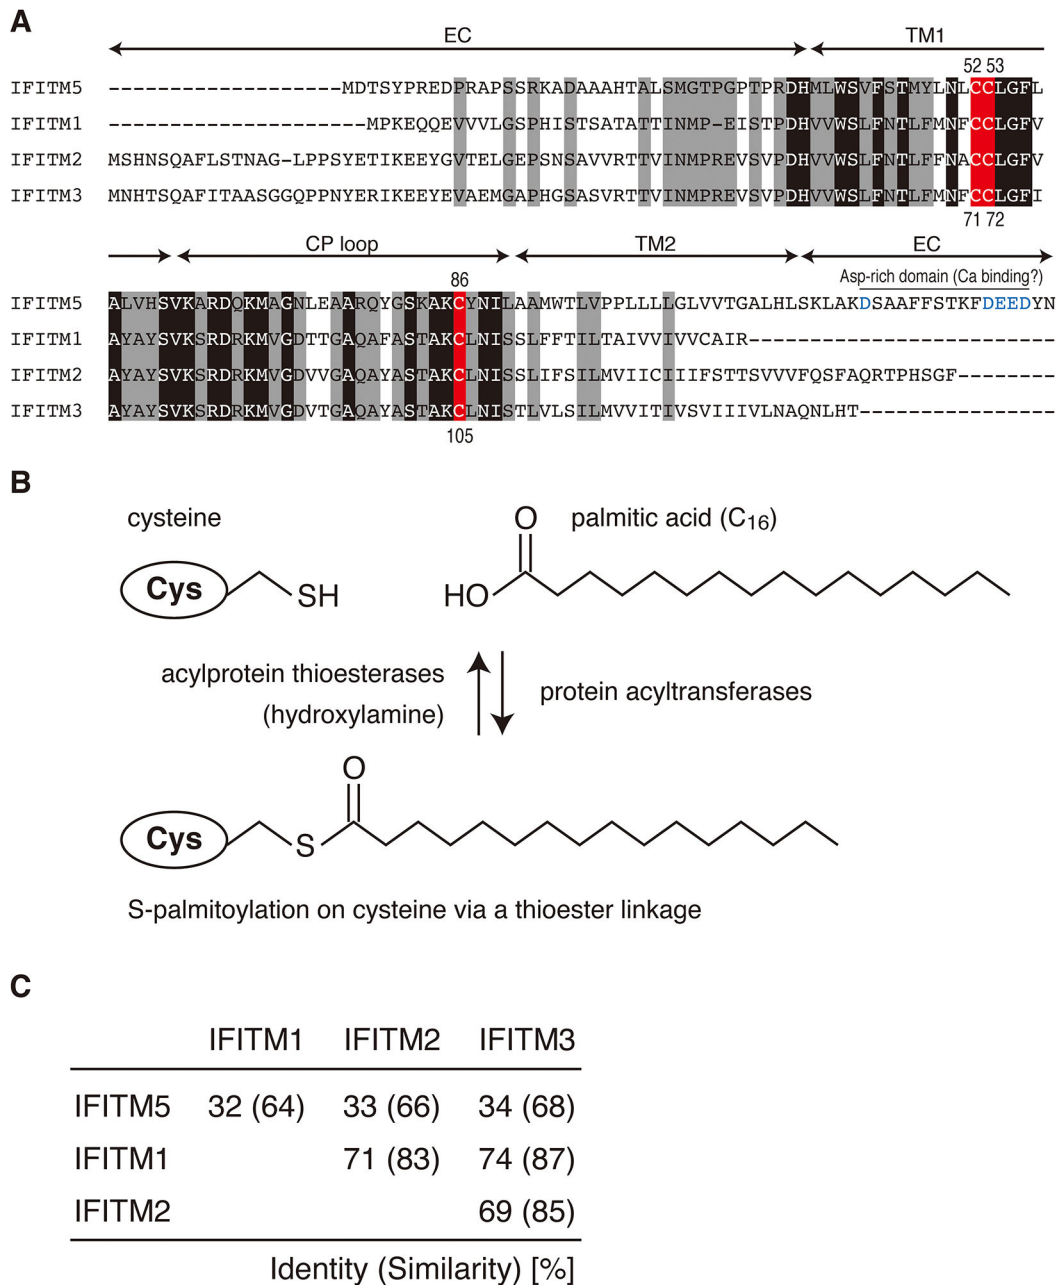 A
EC TM1
52 53
IFITM5 -------------------MDTSYPREDPRAPSSRKADAAAHTALSMGTPGPTPRDHMLWSVFSTMYLNLCCLGFL
IFITM1 ---------------------MPKEQQEVVVLGSPHISTSATATTINMP-EISTPDHVVWSLFNTLFMNFCCLGFV
IFITM2 MSHNSQAFLSTNAG-LPPSYETIKEEYGVTELGEPSNSAVVRTTVINMPREVSVPDHVVWSLFNTLFFNACCLGFV
IFITM3 MNHTSQAFITAASGGQPPNYERIKEEYEVAEMGAPHGSASVRTTVINMPREVSVPDHVVWSLFNTLFMNFCCLGFI
71 72
CP loop TM2 EC
86 Asp-rich domain (Ca binding?)
IFITM5 ALVHSVKARDQKMAGNLEAARQYGSKAKCYNILAAMWTLVPPLLLLGLVVTGALHLSKLAKDSAAFFSTKFDEEDYN
IFITM1 AYAYSVKSRDRKMVGDTTGAQAFASTAKCLNISSLFFTILTAIVVIVVCAIR-------------------------
IFITM2 AYAYSVKSRDRKMVGDVVGAQAYASTAKCLNISSLIFSILMVIICIIIFSTTSVVVFQSFAQRTPHSGF--------
IFITM3 AYAYSVKSRDRKMVGDVTGAQAYASTAKCLNISTLVLSILMVVITIVSVIIIVLNAQNLHT----------------
105
B
cysteine palmitic acid (C16)
O
Cys SH HO
acylprotein thioesterases
(hydroxylamine)
protein acyltransferases
O
Cys S
S-palmitoylation on cysteine via a thioester linkage
C
IFITM1 IFITM2 IFITM3
IFITM5 32 (64) 33 (66) 34 (68)
IFITM1 71 (83) 74 (87)
IFITM2 69 (85)
Identity (Similarity) [%]